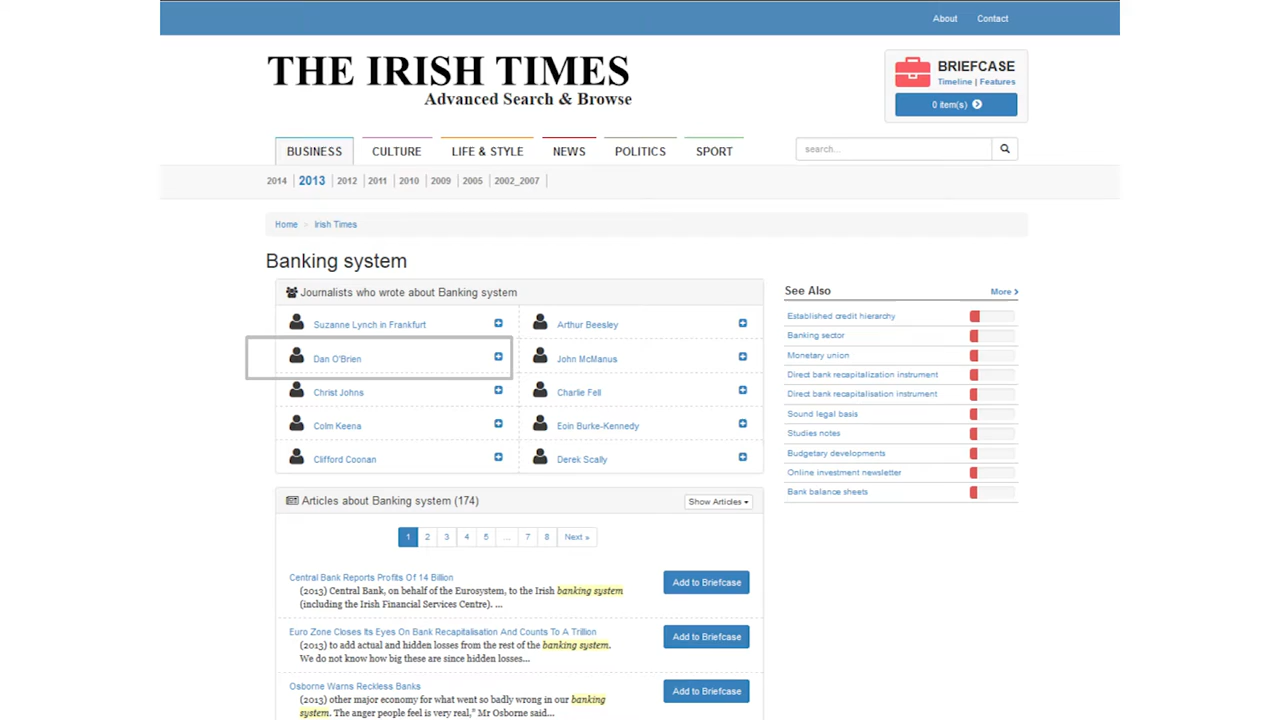 About Contact
THE IRISH TIMES
Advanced Search & Browse
BRIEFCASE
Timeline | Features
0 item(s)
BUSINESS CULTURE LIFE & STYLE NEWS POLITICS SPORT
search...
2014 | 2013 | 2012 | 2011 | 2010 | 2009 | 2005 | 2002_2007 |
Home > Irish Times
Banking system
Journalists who wrote about Banking system
Suzanne Lynch in Frankfurt Arthur Beesley
Dan O'Brien John McManus
Christ Johns Charlie Fell
Colm Keena Eoin Burke-Kennedy
Clifford Coonan Derek Scally
See Also More
Established credit hierarchy
Banking sector
Monetary union
Direct bank recapitalization instrument
Direct bank recapitalisation instrument
Sound legal basis
Studies notes
Budgetary developments
Online investment newsletter
Bank balance sheets
Articles about Banking system (174) Show Articles
1 2 3 4 5 ... 7 8 Next »
Central Bank Reports Profits Of 14 Billion
(2013) Central Bank, on behalf of the Eurosystem, to the Irish banking system
(including the Irish Financial Services Centre). ...
Add to Briefcase
Euro Zone Closes Its Eyes On Bank Recapitalisation And Counts To A Trillion
(2013) to add actual and hidden losses from the rest of the banking system.
We do not know how big these are since hidden losses...
Add to Briefcase
Osborne Warns Reckless Banks
(2013) other major economy for what went so badly wrong in our banking
system. The anger people feel is very real," Mr Osborne said...
Add to Briefcase